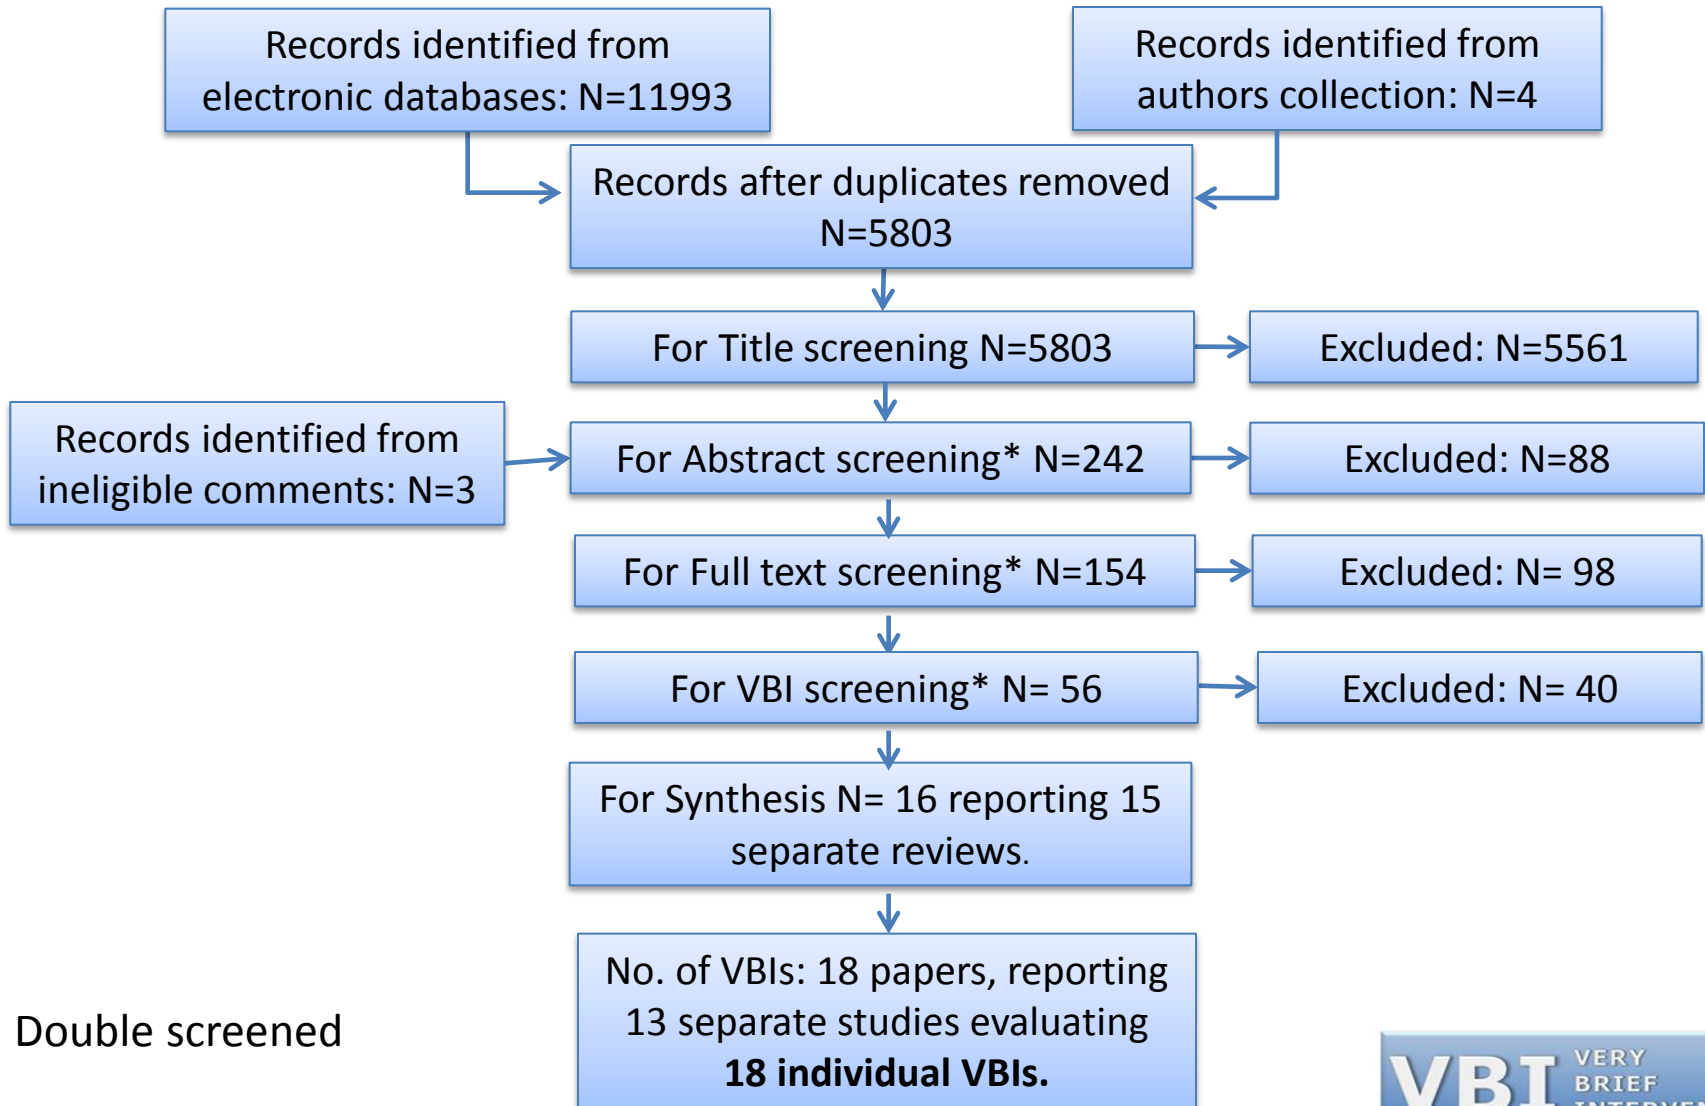 Records identified from
electronic databases: N=11993
Records identified from
authors collection: N=4
Records after duplicates removed
N=5803
For Title screening N=5803
Excluded: N=5561
Records identified from
ineligible comments: N=3
For Abstract screening* N=242
Excluded: N=88
For Full text screening* N=154
Excluded: N= 98
For VBI screening* N= 56
Excluded: N= 40
For Synthesis N= 16 reporting 15
separate reviews.
No. of VBIs: 18 papers, reporting
13 separate studies evaluating
18 individual VBIs.
Double screened
VBI
VERY
BRIEF